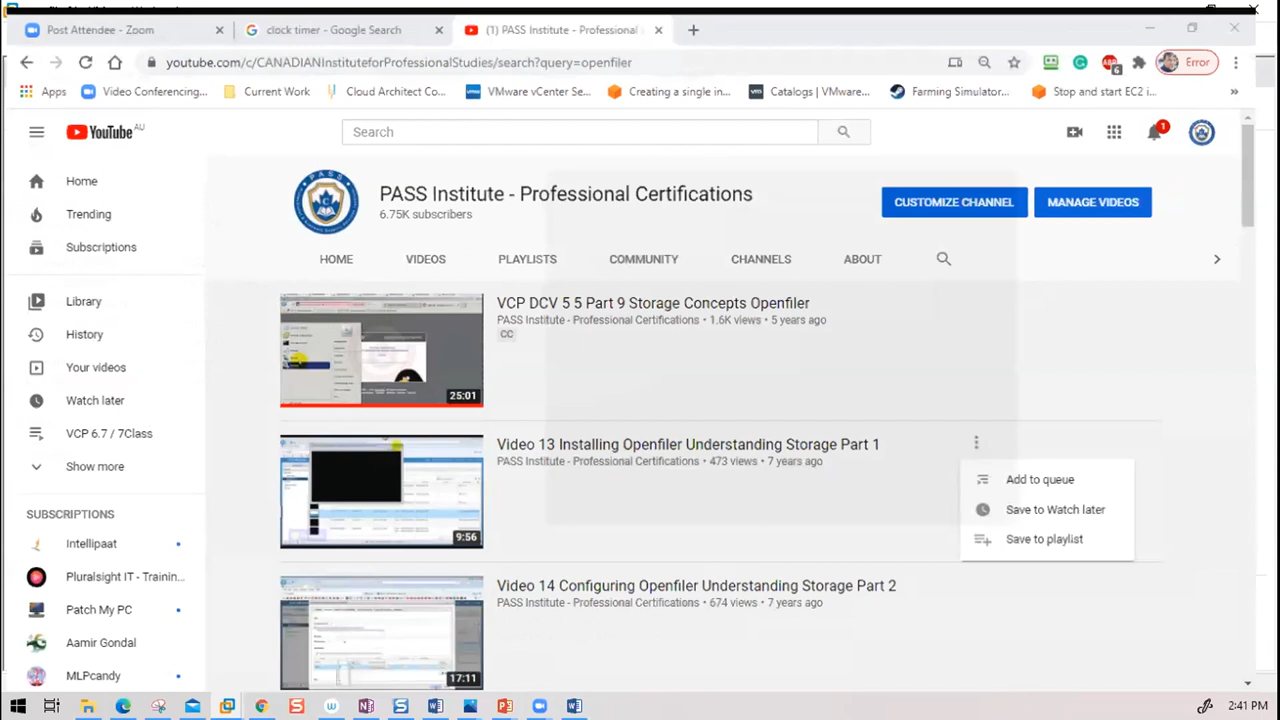 Post Attendee - Zoom
clock timer - Google Search
(1) PASS Institute - Professional
youtube.com/c/CANADIANInstituteforProfessionalStudies/search?query=openfiler
6
Error
Apps
Video Conferencing...
Current Work
Cloud Architect Co...
VMware vCenter Se...
Creating a single in...
Catalogs | VMware...
Farming Simulator...
Stop and start EC2 i...
YouTube AU
Search
1
Home
Trending
Subscriptions
Library
History
Your videos
Watch later
VCP 6.7 / 7Class
Show more
SUBSCRIPTIONS
Intellipaat
Pluralsight IT - Trainin...
Patch My PC
Aamir Gondal
MLPcandy
PASS Institute - Professional Certifications
6.75K subscribers
CUSTOMIZE CHANNEL
MANAGE VIDEOS
HOME
VIDEOS
PLAYLISTS
COMMUNITY
CHANNELS
ABOUT
VCP DCV 5 5 Part 9 Storage Concepts Openfiler
PASS Institute - Professional Certifications • 1.6K views • 5 years ago
CC
25:01
Video 13 Installing Openfiler Understanding Storage Part 1
PASS Institute - Professional Certifications • 473 views • 7 years ago
9:56
Add to queue
Save to Watch later
Save to playlist
Video 14 Configuring Openfiler Understanding Storage Part 2
PASS Institute - Professional Certifications • 674 views • 7 years ago
17:11
2:41 PM